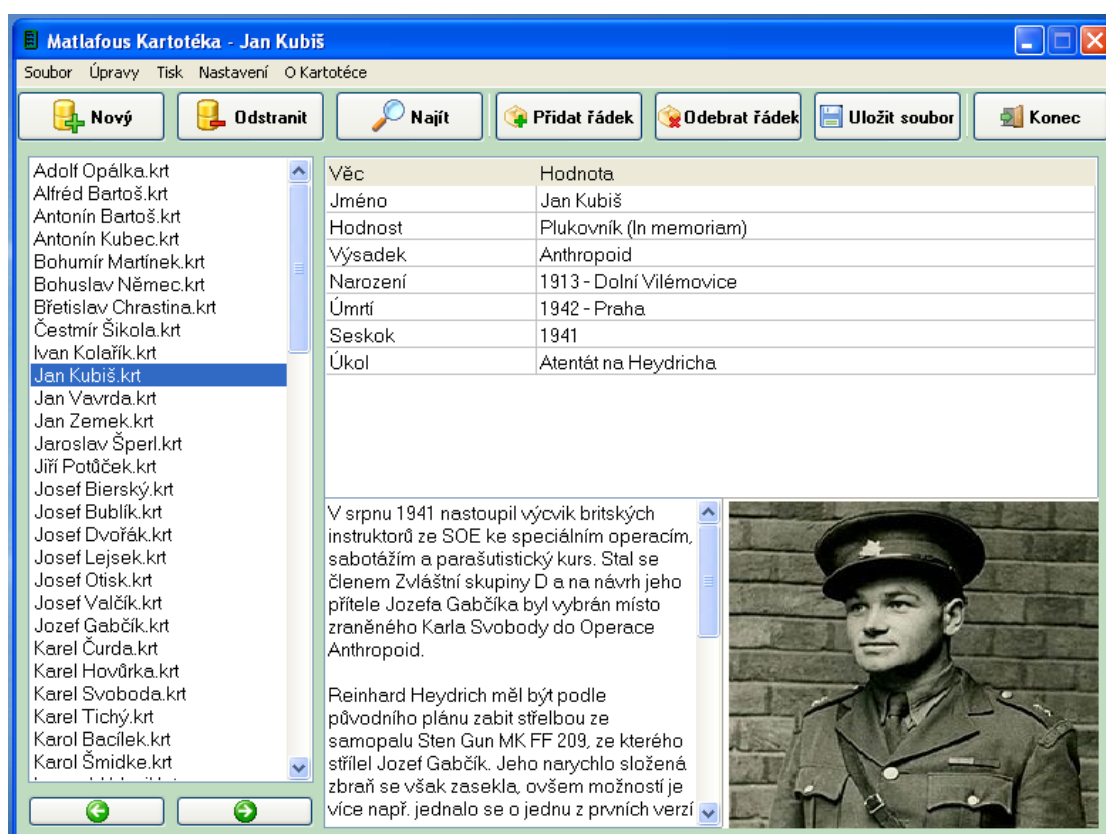 Matlafous Kartotéka - Jan Kubiš
Soubor Úpravy Tisk Nastavení O Kartotéce
Nový Odstranit Najít Přidat řádek Odebrat řádek Uložit soubor Konec
Adolf Opálka.krt
Alfréd Bartoš.krt
Antonín Bartoš.krt
Antonín Kubec.krt
Bohumír Martínek.krt
Bohuslav Němec.krt
Břetislav Chrastina.krt
Čestmír Šikola.krt
Ivan Kolařík.krt
Jan Kubiš.krt
Jan Vavrda.krt
Jan Zemek.krt
Jaroslav Šperl.krt
Jiří Potůček.krt
Josef Bierský.krt
Josef Bublík.krt
Josef Dvořák.krt
Josef Lejsek.krt
Josef Otisk.krt
Josef Valčík.krt
Jozef Gabčík.krt
Karel Čurda.krt
Karel Hovůrka.krt
Karel Svoboda.krt
Karel Tichý.krt
Karol Bacílek.krt
Karol Šmidke.krt
Věc Hodnota
Jméno Jan Kubiš
Hodnost Plukovník (In memoriam)
Výsadek Anthropoid
Narození 1913 - Dolní Vilémovice
Úmrtí 1942 - Praha
Seskok 1941
Úkol Atentát na Heydricha
V srpnu 1941 nastoupil výcvik britských
instruktorů ze SOE ke speciálním operacím,
sabotážím a parašutistický kurs. Stal se
členem Zvláštní skupiny D a na návrh jeho
přítele Jozefa Gabčíka byl vybrán místo
zraněného Karla Svobody do Operace
Anthropoid.
Reinhard Heydrich měl být podle
původního plánu zabit střelbou ze
samopalu Sten Gun MK FF 209, ze kterého
střílel Jozef Gabčík. Jeho narychlo složená
zbraň se však zasekla, ovšem možností je
více např. jednalo se o jednu z prvních verzí